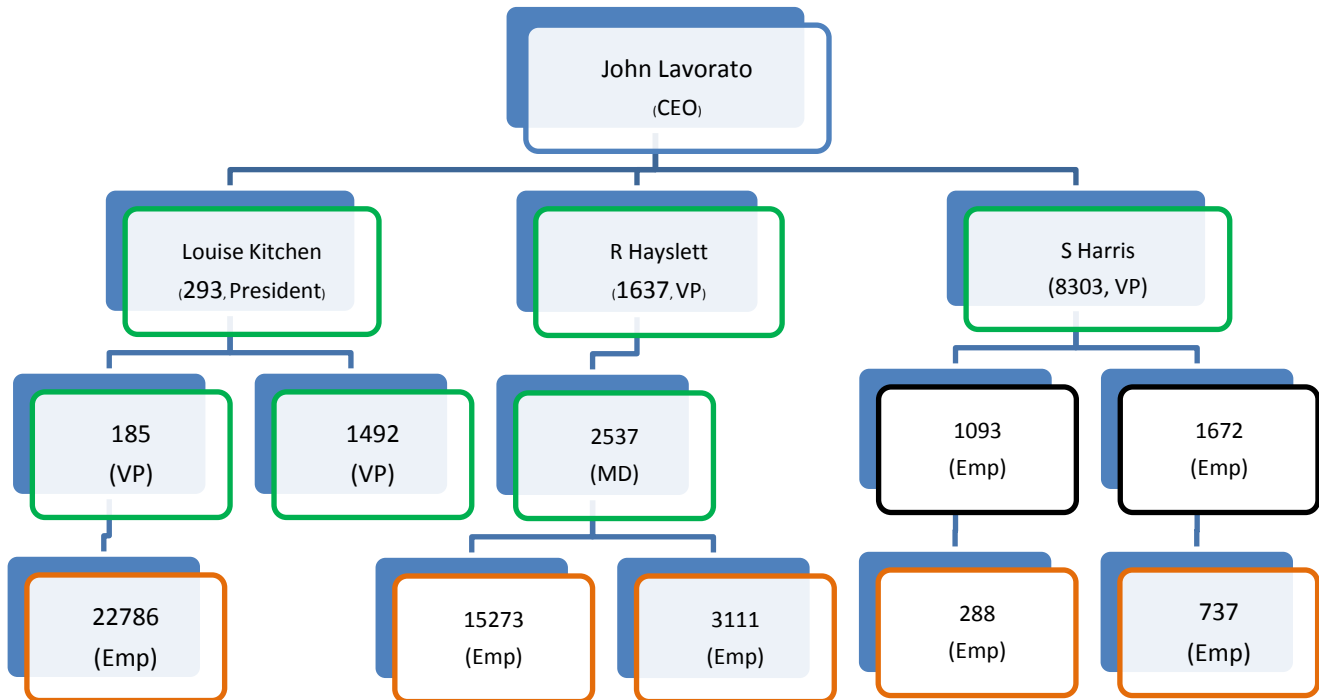 John Lavorato
(CEO)
Louise Kitchen
(293, President)
R Hayslett
(1637, VP)
S Harris
(8303, VP)
185
(VP)
1492
(VP)
2537
(MD)
1093
(Emp)
1672
(Emp)
22786
(Emp)
15273
(Emp)
3111
(Emp)
288
(Emp)
737
(Emp)